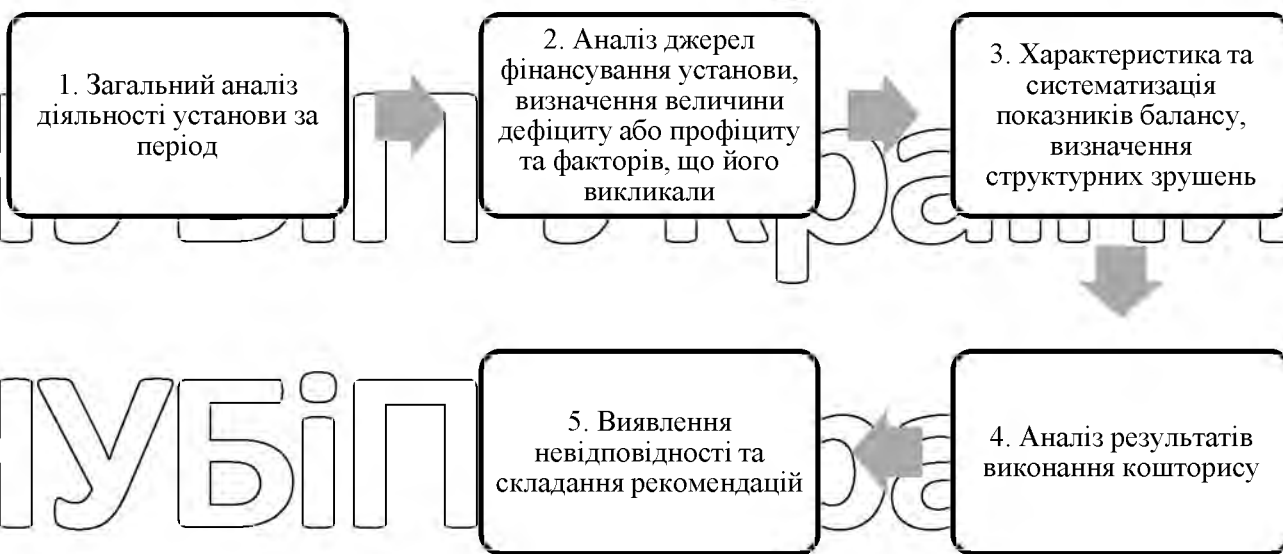 1. Загальний аналіз
діяльності установи за
період
2. Аналіз джерел
фінансування установи,
визначення величини
дефіциту або профіциту
та факторів, що його
викликали
3. Характеристика та
систематизація
показників балансу,
визначення
структурних зрушень
4. Аналіз результатів
виконання кошторису
5. Виявлення
невідповідності та
складання рекомендацій
НУБіП